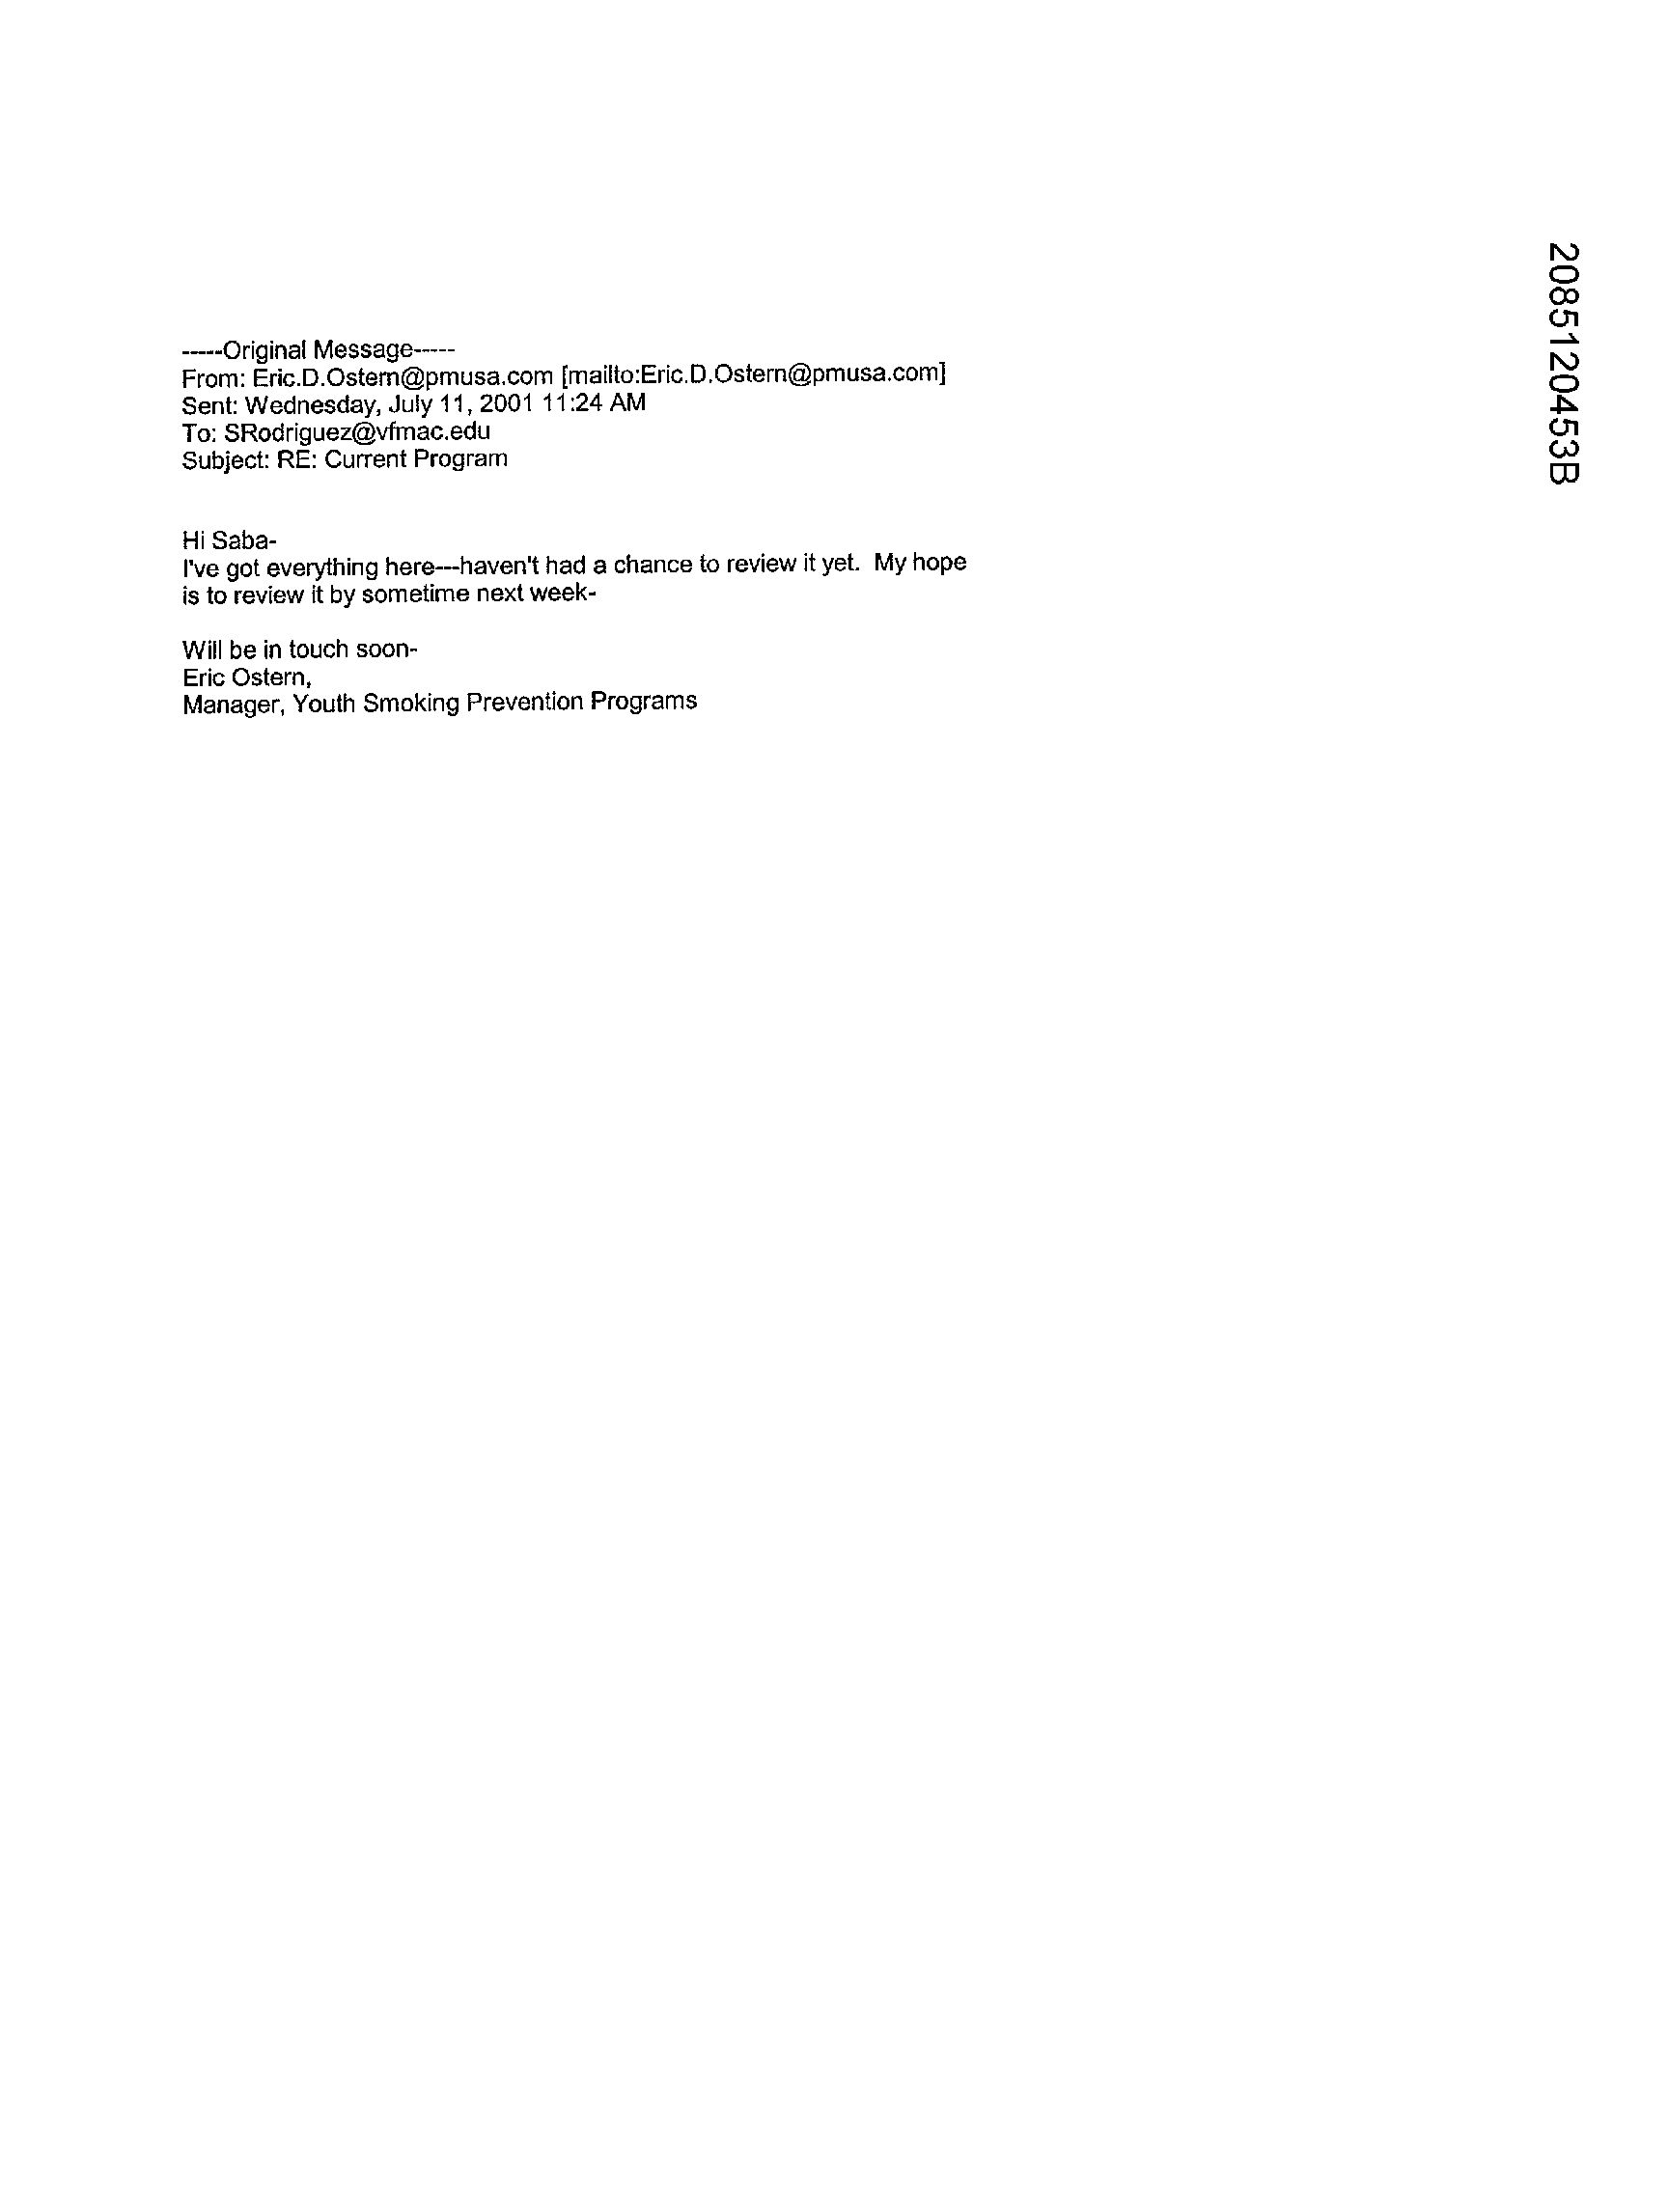 -----Original Message-----
From: Eric.D.Ostern@pmusa.com [mailto:Eric.D.Ostern@pmusa.com]
Sent: Wednesday, July 11, 2001 11:24 AM
To: SRodriguez@vfmac.edu
Subject: RE: Current Program
Hi Saba-
I've got everything here---haven't had a chance to review it yet.  My hope
is to review it by sometime next week-
Will be in touch soon-
Eric Ostern,
Manager, Youth Smoking Prevention Programs
2085120453B